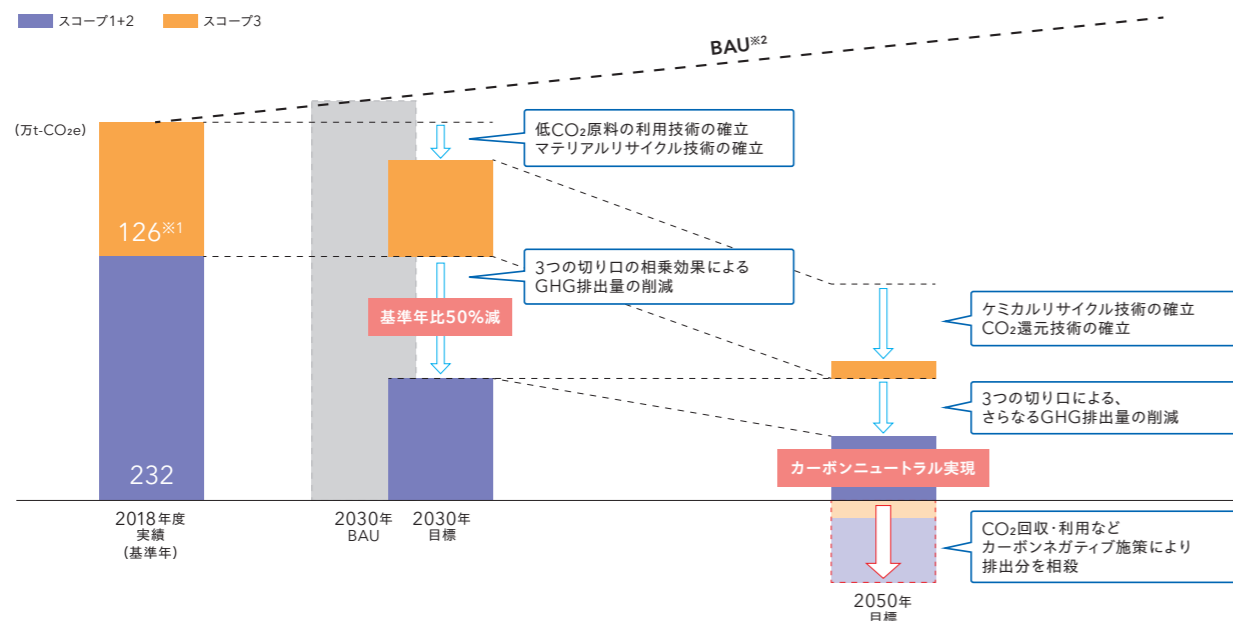 スコープ1+2 スコープ3
BAU※2
(万t-CO₂e)
低CO₂原料の利用技術の確立
マテリアルリサイクル技術の確立
126※1
3つの切り口の相乗効果による
GHG排出量の削減
基準年比50%減
ケミカルリサイクル技術の確立
CO₂還元技術の確立
3つの切り口による、
さらなるGHG排出量の削減
232
カーボンニュートラル実現
2018年度
実績
(基準年)
2030年
BAU
2030年
目標
CO₂回収・利用など
カーボンネガティブ施策により
排出分を相殺
2050年
目標